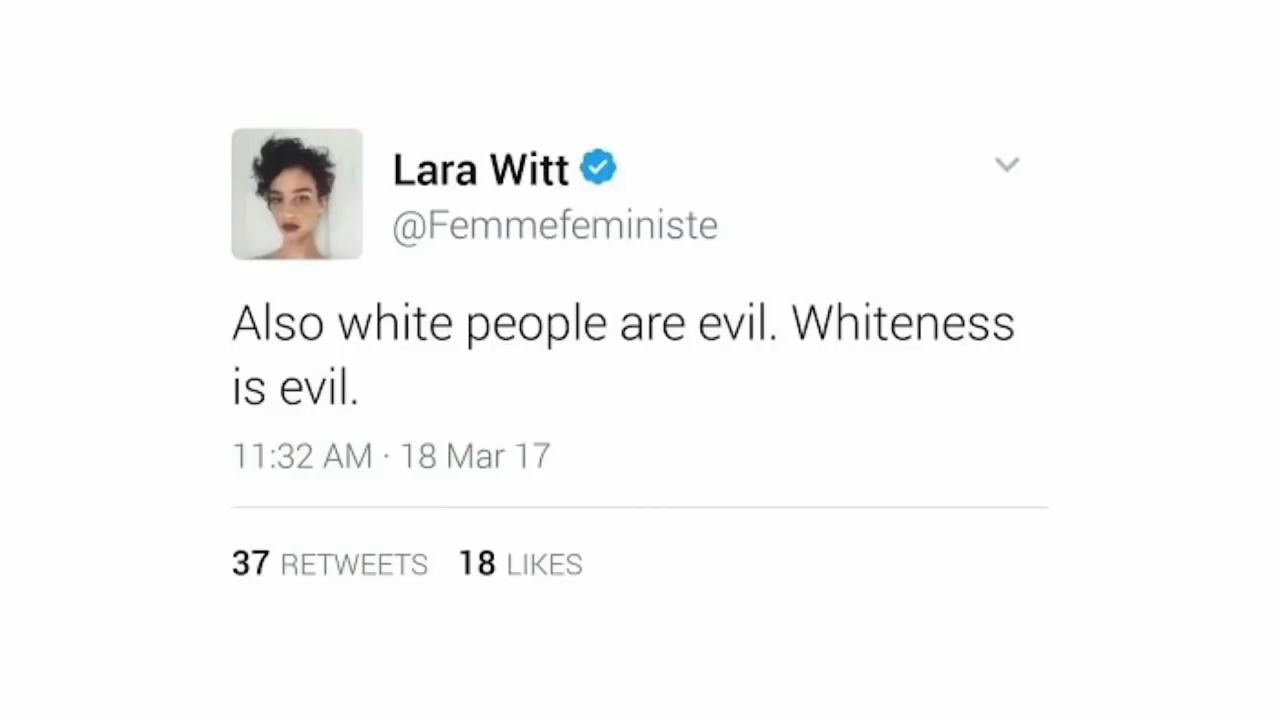 Lara Witt
@Femmefeministe
Also white people are evil. Whiteness
is evil.
11:32 AM · 18 Mar 17
37 RETWEETS 18 LIKES